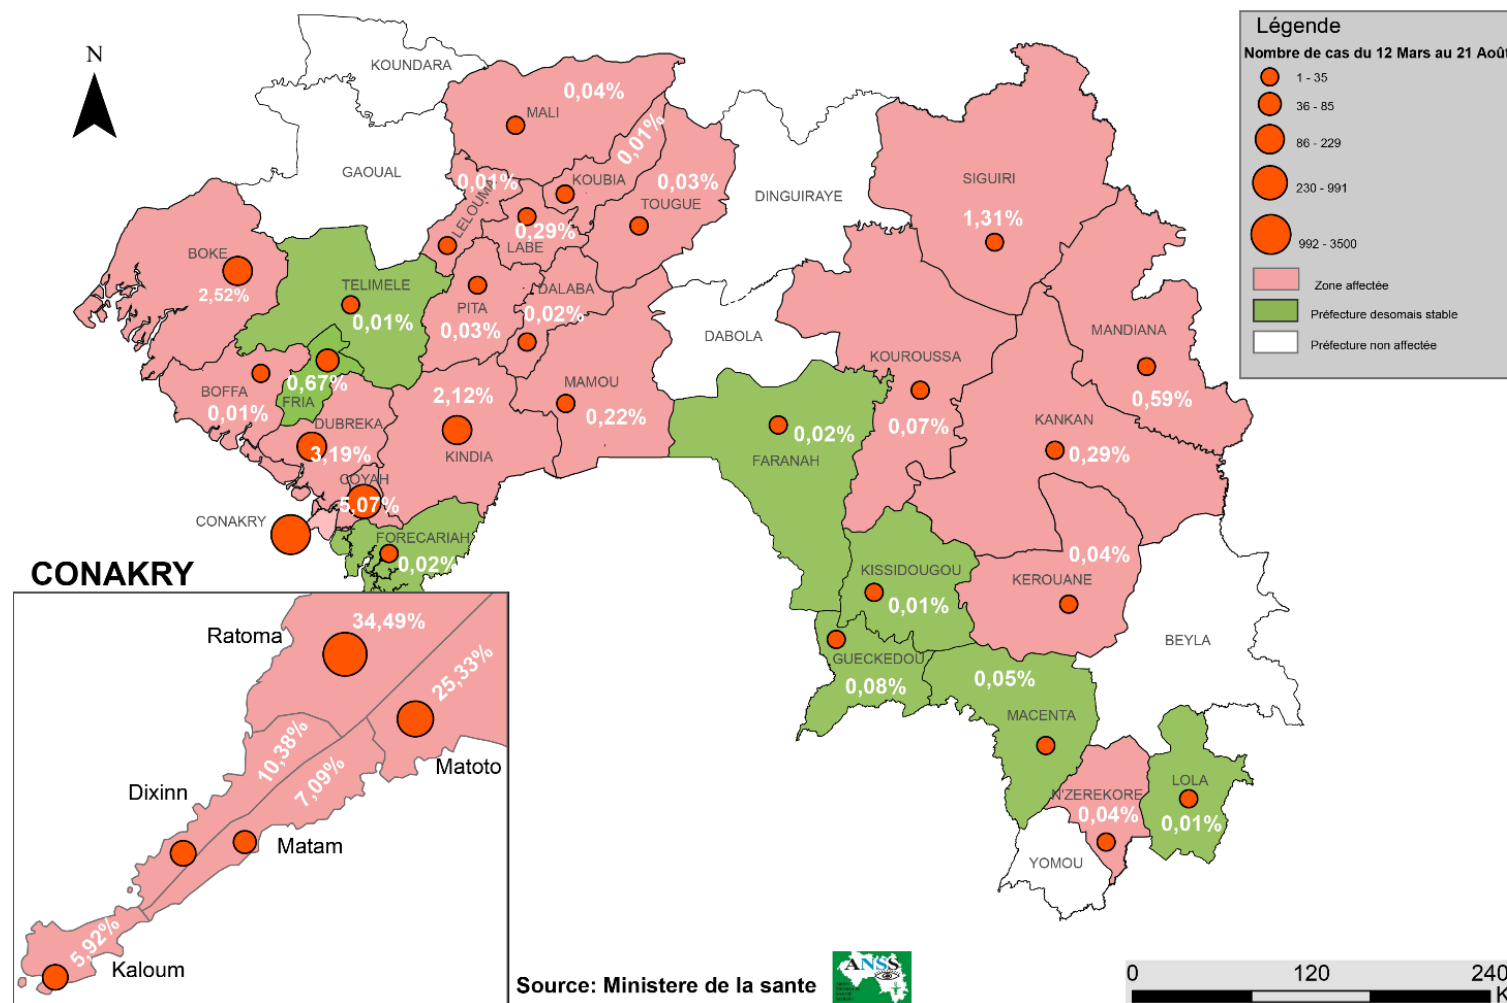 Légende
Nombre de cas du 12 Mars au 21 Août
1 - 35
36 - 85
86 - 229
230 - 991
992 - 3500
Zone affectée
Préfecture desomais stable
Préfecture non affectée
N
KOUNDARA
MALI
0,04%
GAOUAL
0,01%
LELOUMA
0,01%
KOUBIA
0,03%
TOUGUE
DINGUIRAYE
SIGUIRI
1,31%
0,29%
LABE
BOKE
2,52%
TELIMELE
0,01%
PITA
0,03%
DALABA
0,02%
DABOLA
MANDIANA
0,59%
KOUROUSSA
0,07%
BOFFA
0,01%
0,67%
FRIA
DUBREKA
3,19%
2,12%
KINDIA
MAMOU
0,22%
0,02%
FARANAH
KANKAN
0,29%
COYAH
5,07%
CONAKRY
FORECARIAH
0,02%
KISSIDOUGOU
0,01%
0,04%
KEROUANE
BEYLA
GUECKEDOU
0,08%
0,05%
MACENTA
N'ZEREKORE
0,04%
LOLA
0,01%
YOMOU
CONAKRY
Ratoma
34,49%
25,33%
Matoto
10,38%
Dixinn
7,09%
Matam
5,92%
Kaloum
Source: Ministere de la sante
ANSS
0 120 240
K